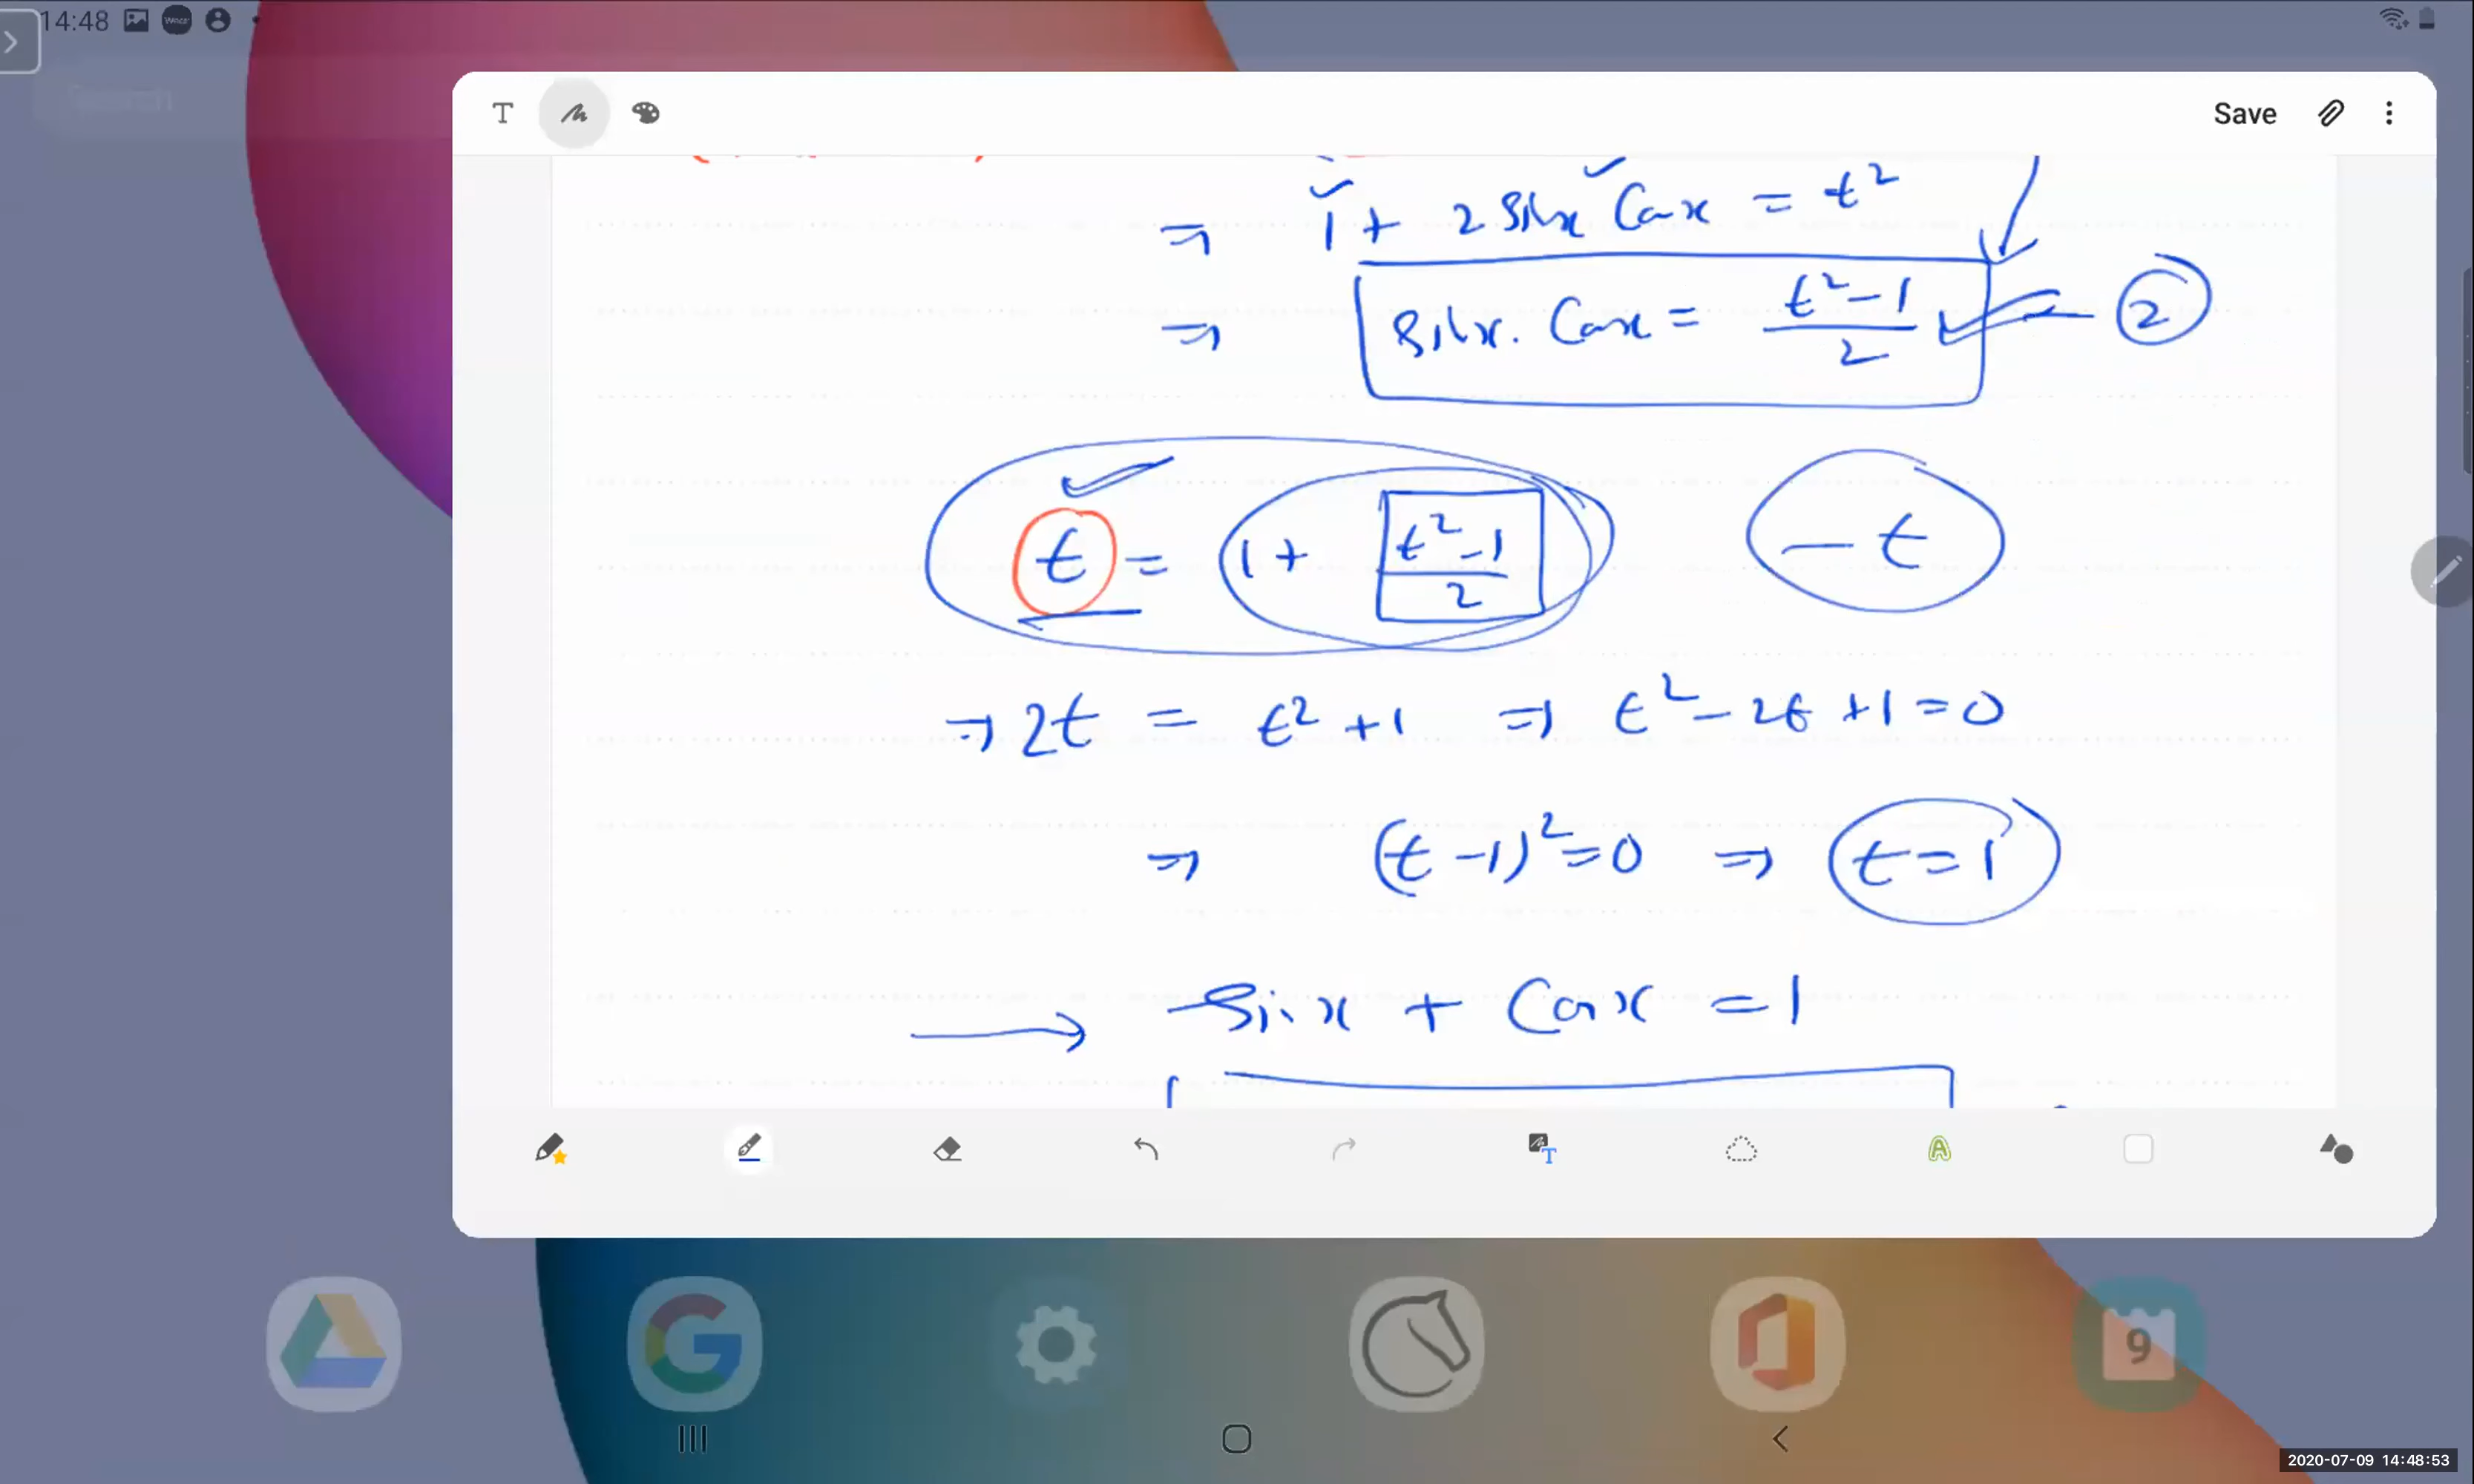 14:48
Search
Save
⇒ 1 + 2 Sinx Cosx = t²
⇒ Sinx. Cosx = (t² - 1)/2 ②
t = 1 + (t² - 1)/2 - t
⇒ 2t = t² + 1 ⇒ t² - 2t + 1 = 0
⇒ (t - 1)² = 0 ⇒ t = 1
→ Sinx + Cosx = 1
9
2020-07-09 14:48:53